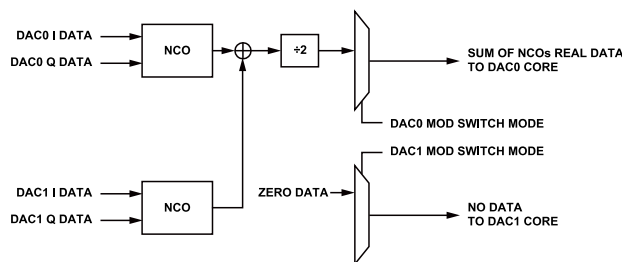 DAC0 I DATA
DAC0 Q DATA
NCO
÷2
SUM OF NCOs REAL DATA
TO DAC0 CORE
DAC0 MOD SWITCH MODE
DAC1 MOD SWITCH MODE
DAC1 I DATA
DAC1 Q DATA
NCO
ZERO DATA
NO DATA
TO DAC1 CORE